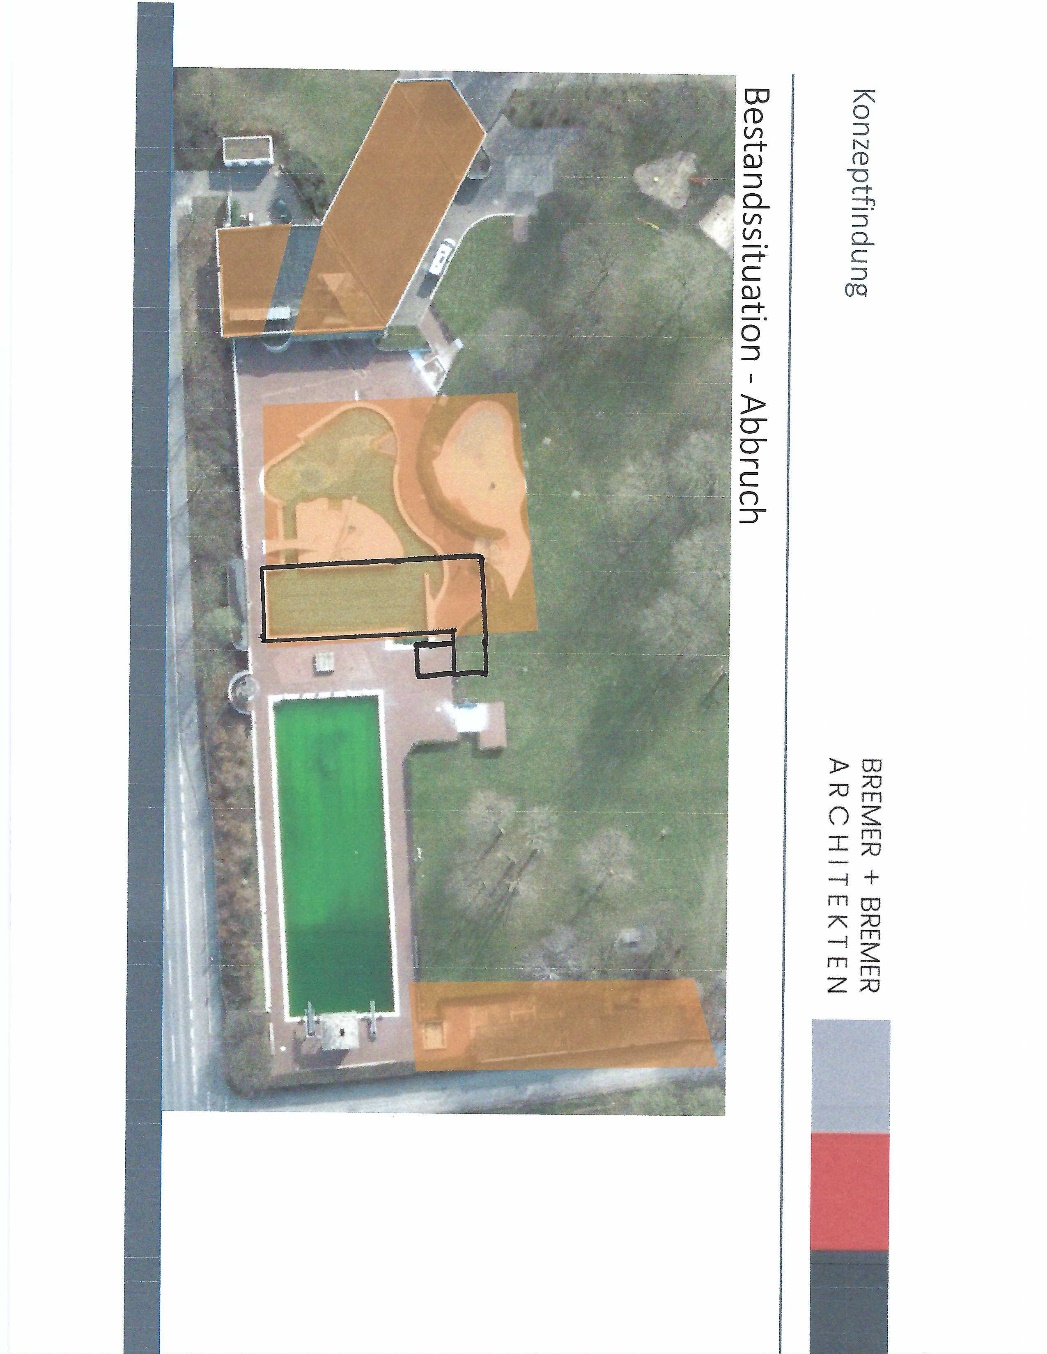 Konzeptfindung
BREMER + BREMER
ARCHITEKTEN
Bestandssituation - Abbruch